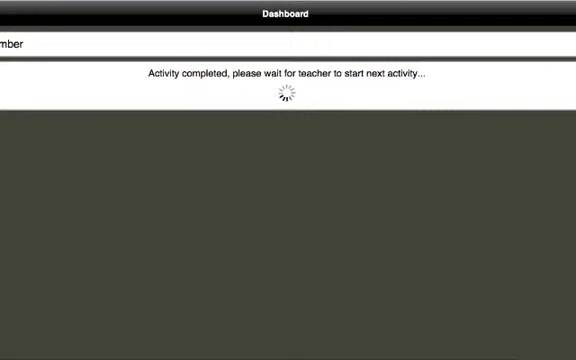 Dashboard
mber
Activity completed, please wait for teacher to start next activity...